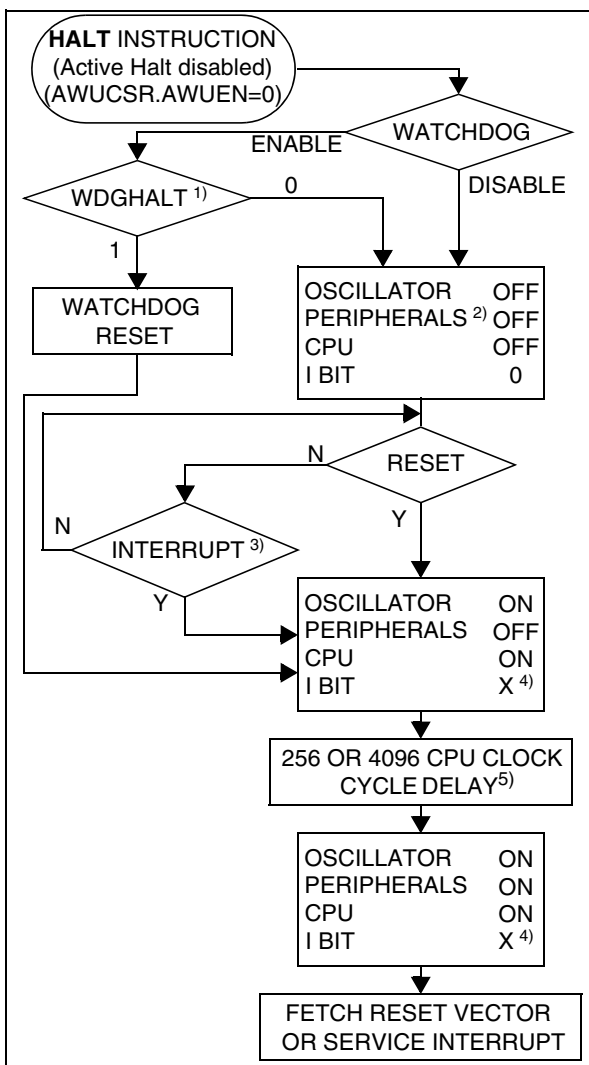 HALT INSTRUCTION
(Active Halt disabled)
(AWUCSR.AWUEN=0)
WATCHDOG
ENABLE
DISABLE
WDGHALT 1)
0
1
WATCHDOG
RESET
OSCILLATOR OFF
PERIPHERALS 2) OFF
CPU OFF
I BIT 0
RESET
N
Y
INTERRUPT 3)
N
Y
OSCILLATOR ON
PERIPHERALS OFF
CPU ON
I BIT X 4)
256 OR 4096 CPU CLOCK
CYCLE DELAY5)
OSCILLATOR ON
PERIPHERALS ON
CPU ON
I BIT X 4)
FETCH RESET VECTOR
OR SERVICE INTERRUPT